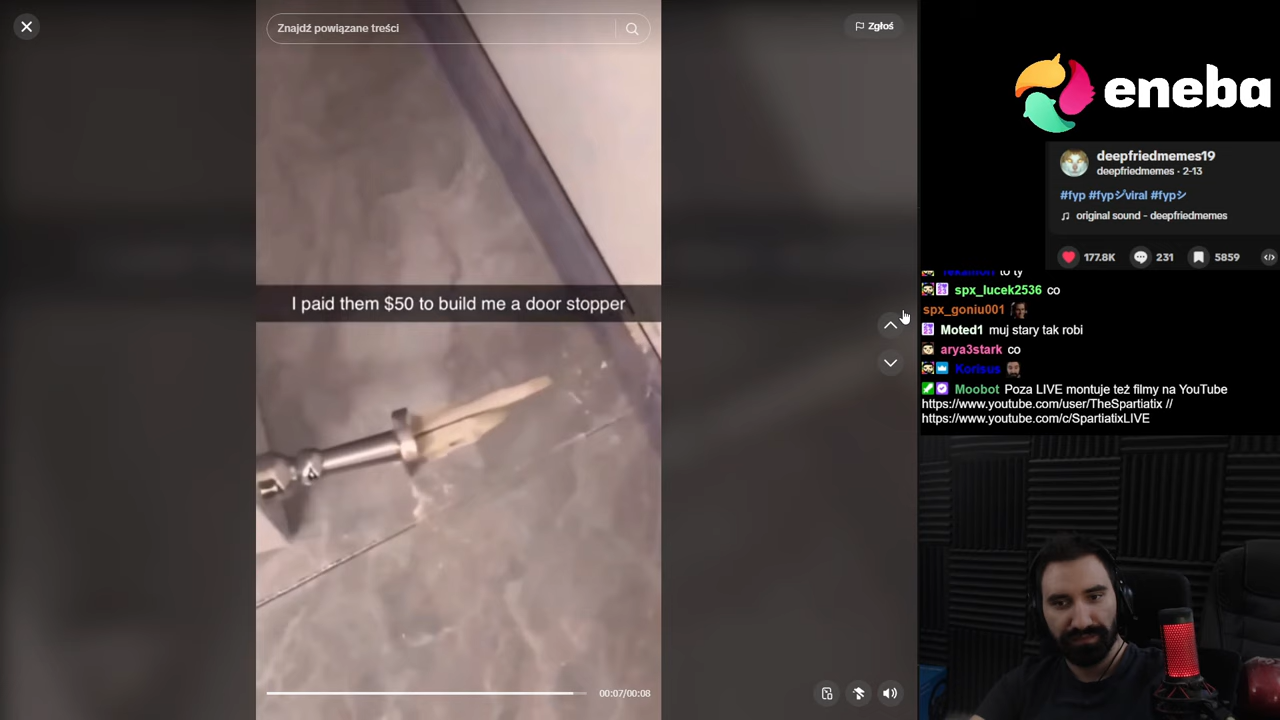 Znajdź powiązane treści
Zgłoś
I paid them $50 to build me a door stopper
00:07/00:08
eneba
deepfriedmemes19
deepfriedmemes · 2-13
#fyp #fypシviral #fypシ
original sound - deepfriedmemes
177.8K 231 5859
to ty
spx_lucek2536 co
spx_goniu001
Moted1 muj stary tak robi
arya3stark co
Korisus
Moobot Poza LIVE montuje też filmy na YouTube
https://www.youtube.com/user/TheSpartiatix //
https://www.youtube.com/c/SpartiatixLIVE